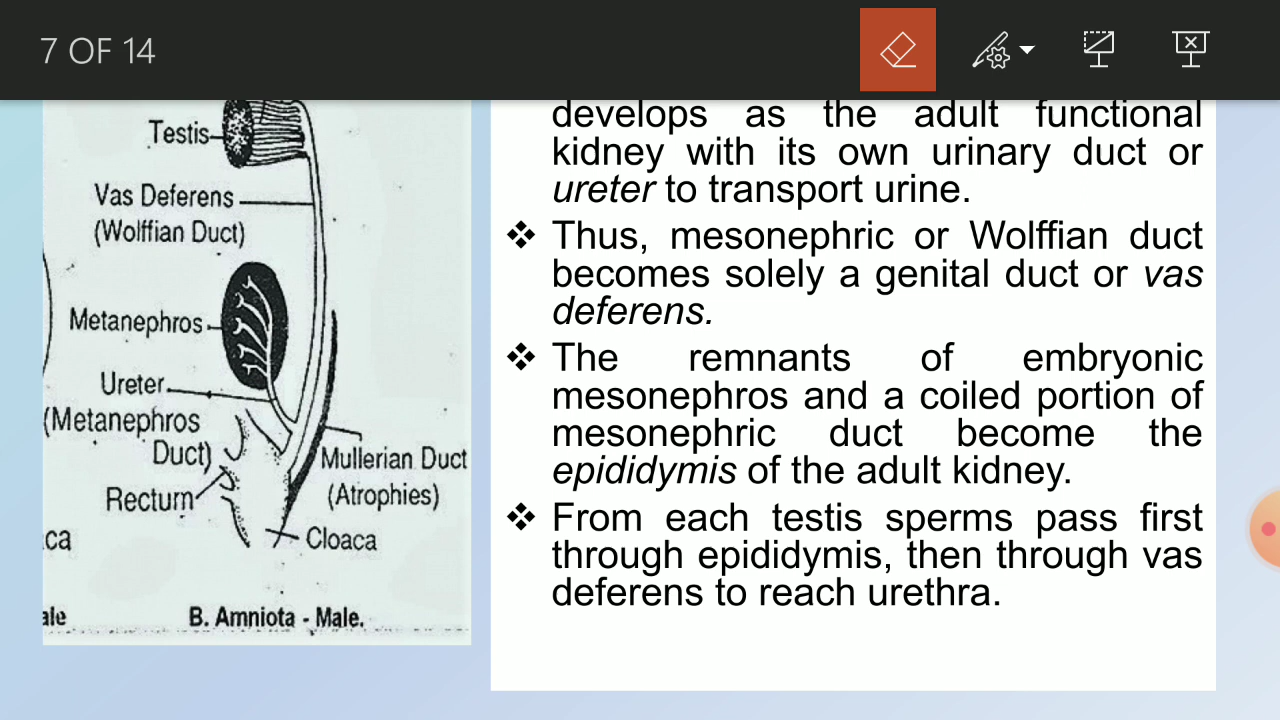 7 OF 14
Testis
Vas Deferens
(Wolffian Duct)
Metanephros
Ureter
(Metanephros
Duct)
Rectum
Mullerian Duct
(Atrophies)
Cloaca
ca
ale
B. Amniota - Male.
develops as the adult functional
kidney with its own urinary duct or
ureter to transport urine.
❖ Thus, mesonephric or Wolffian duct
becomes solely a genital duct or vas
deferens.
❖ The remnants of embryonic
mesonephros and a coiled portion of
mesonephric duct become the
epididymis of the adult kidney.
❖ From each testis sperms pass first
through epididymis, then through vas
deferens to reach urethra.